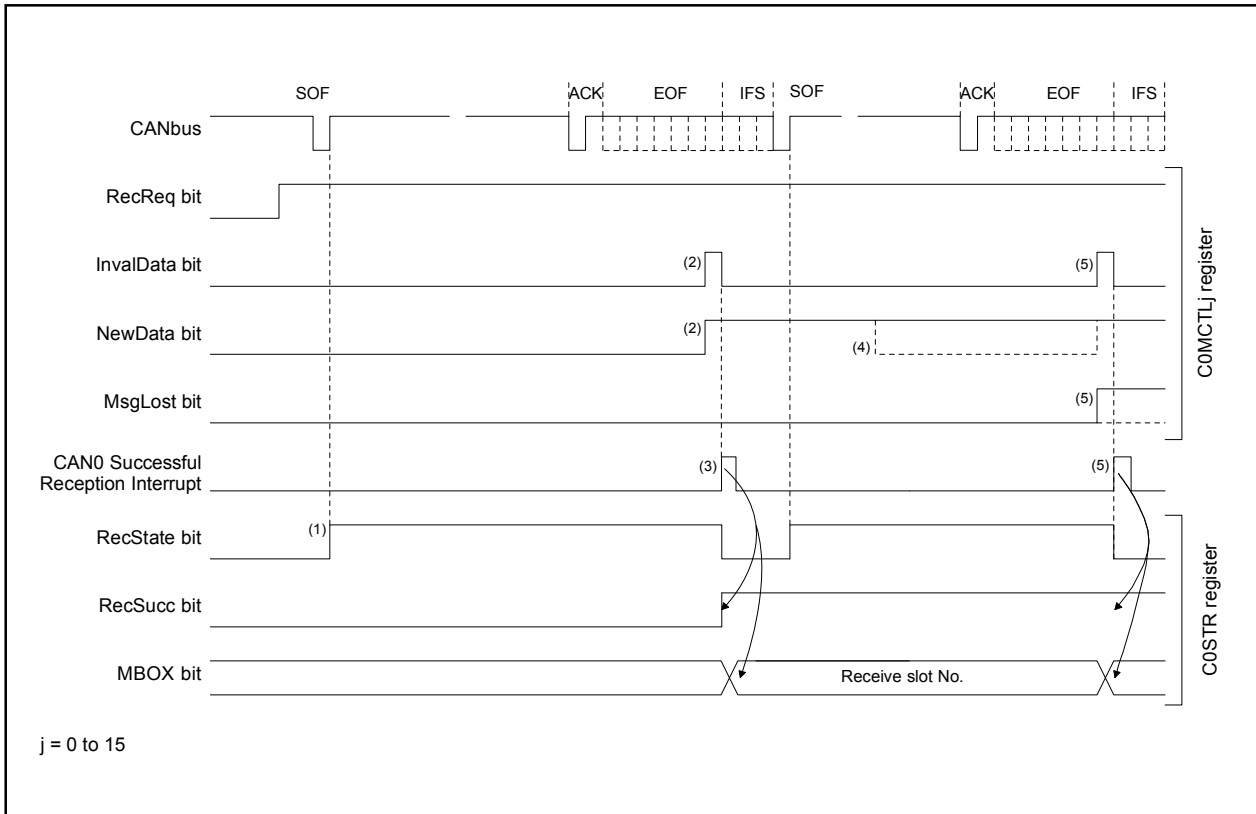 SOF ACK EOF IFS SOF ACK EOF IFS
CANbus
RecReq bit
InvalData bit (2) (5)
NewData bit (2) (4)
MsgLost bit (5)
C0MCTLj register
CAN0 Successful
Reception Interrupt (3) (5)
RecState bit (1)
RecSucc bit
MBOX bit Receive slot No.
C0STR register
j = 0 to 15